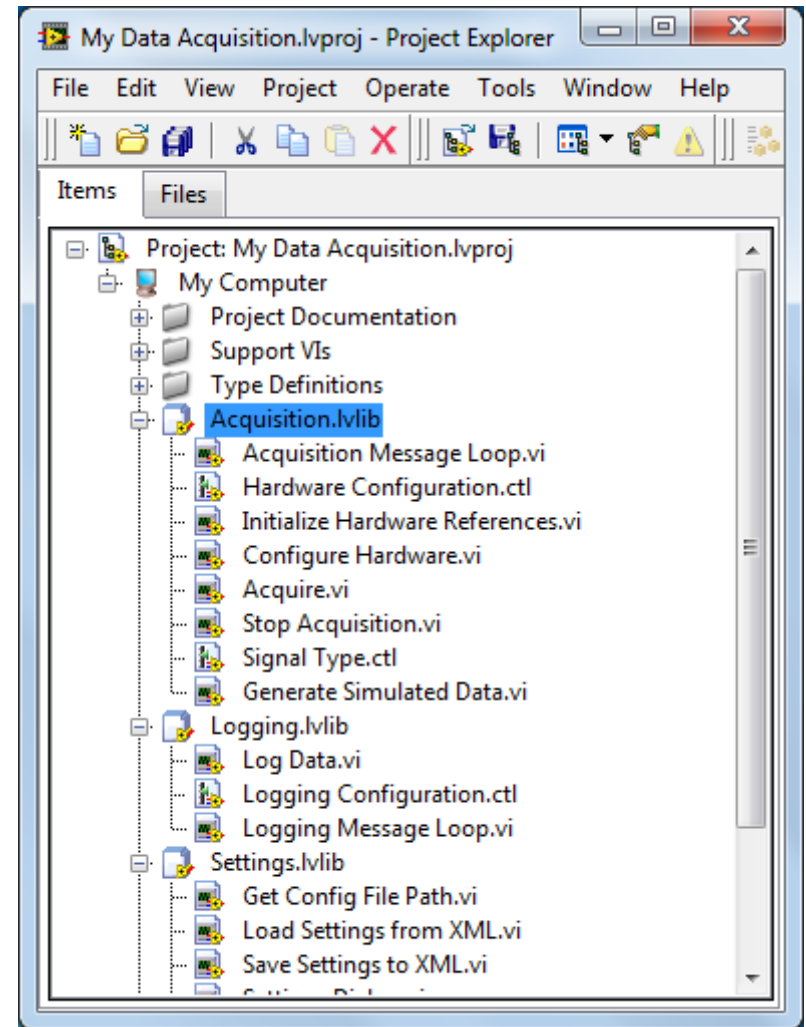 My Data Acquisition.lvproj - Project Explorer
File Edit View Project Operate Tools Window Help
Items Files
Project: My Data Acquisition.lvproj
My Computer
Project Documentation
Support VIs
Type Definitions
Acquisition.lvlib
Acquisition Message Loop.vi
Hardware Configuration.ctl
Initialize Hardware References.vi
Configure Hardware.vi
Acquire.vi
Stop Acquisition.vi
Signal Type.ctl
Generate Simulated Data.vi
Logging.lvlib
Log Data.vi
Logging Configuration.ctl
Logging Message Loop.vi
Settings.lvlib
Get Config File Path.vi
Load Settings from XML.vi
Save Settings to XML.vi